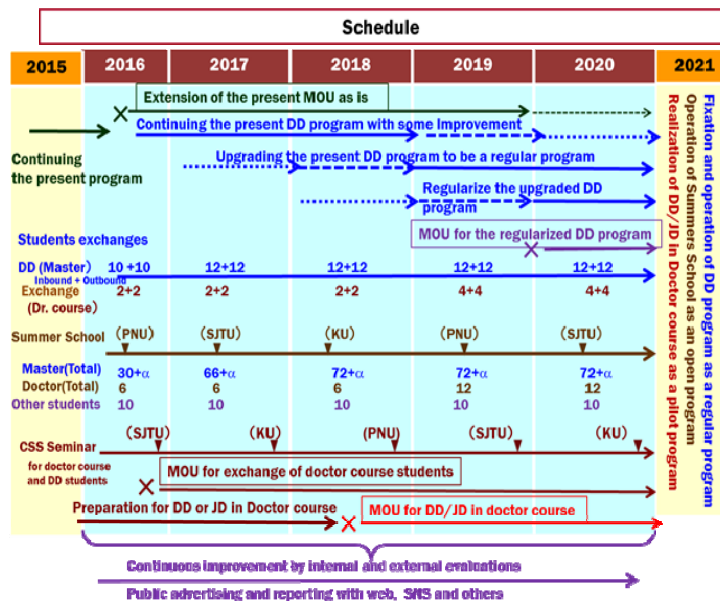 Schedule
2015 2016 2017 2018 2019 2020 2021
Extension of the present MOU as is
Continuing the present DD program with some Improvement
Continuing
the present program
Upgrading the present DD program to be a regular program
Regularize the upgraded DD
program
MOU for the regularized DD program
Students exchanges
DD (Master) 10+10 12+12 12+12 12+12 12+12
Inbound + Outbound
Exchange 2+2 2+2 2+2 4+4 4+4
(Dr. course)
Summer School (PNU) (SJTU) (KU) (PNU) (SJTU)
Master(Total) 30+α 66+α 72+α 72+α 72+α
Doctor(Total) 6 6 6 12 12
Other students 10 10 10 10 10
(SJTU) (KU) (PNU) (SJTU) (KU)
CSS Seminar
for doctor course
and DD students
MOU for exchange of doctor course students
Preparation for DD or JD in Doctor course
MOU for DD/JD in doctor course
Continuous improvement by internal and external evaluations
Public advertising and reporting with web, SNS and others
Fixation and operation of DD program as a regular program
Operation of Summers School as an open program
Realization of DD/JD in Doctor course as a pilot program